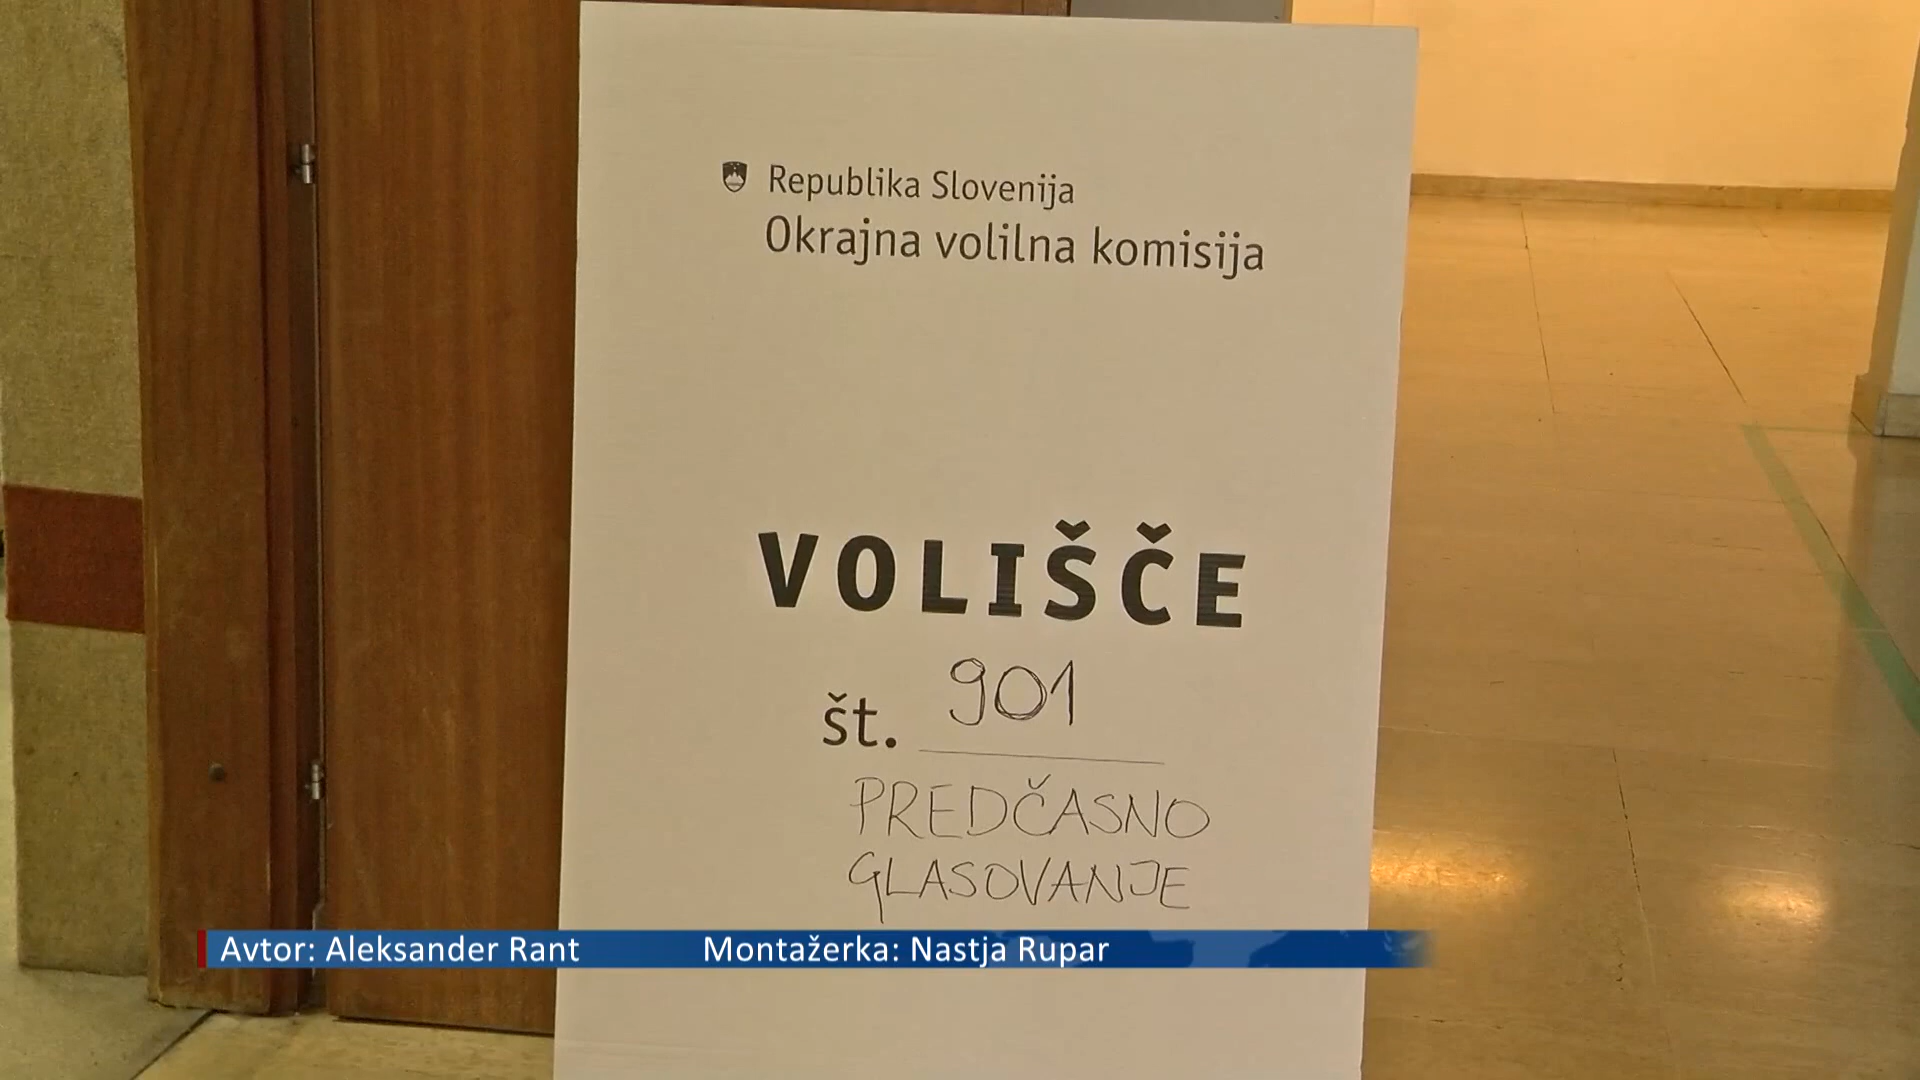 Republika Slovenija
Okrajna volilna komisija
VOLIŠČE
št. 901
PREDČASNO
GLASOVANJE
Avtor: Aleksander Rant Montažerka: Nastja Rupar